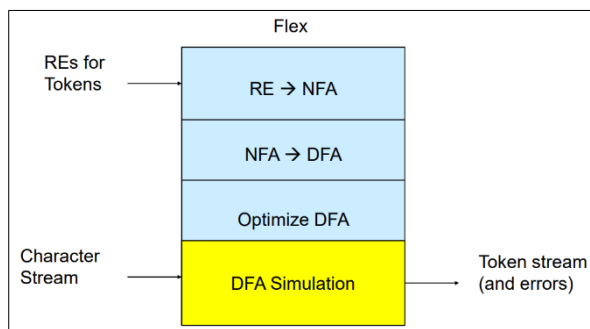 Flex
REs for
Tokens
RE → NFA
NFA → DFA
Optimize DFA
Character
Stream
DFA Simulation
Token stream
(and errors)